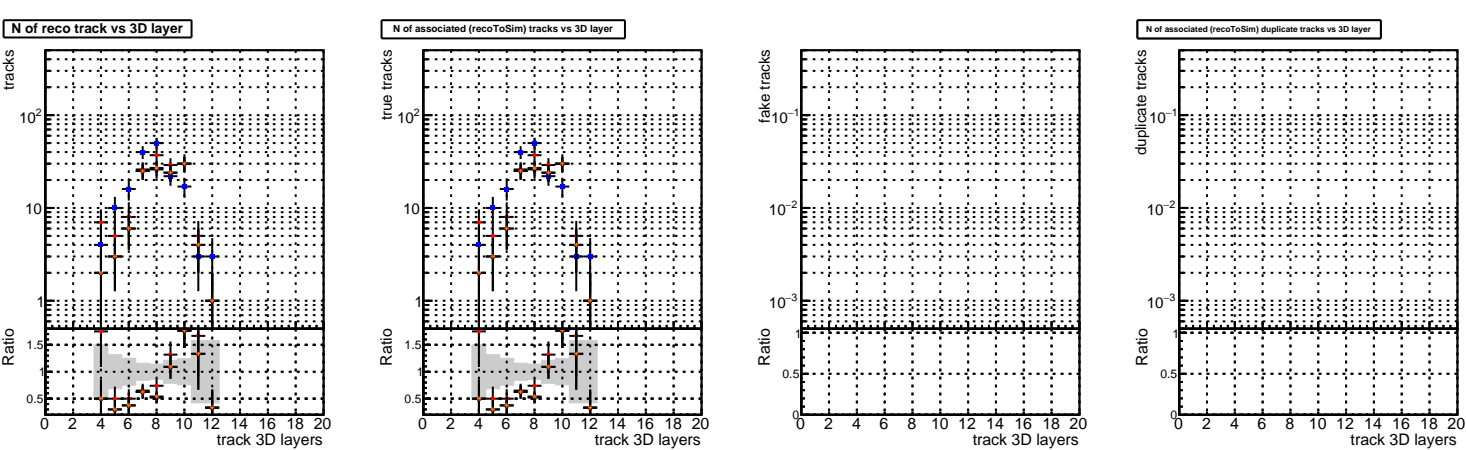 N of reco track vs 3D layer
tracks
10²
10
1
Ratio
1.5
1
0.5
0 2 4 6 8 10 12 14 16 18 20
track 3D layers
N of associated (recoToSim) tracks vs 3D layer
true tracks
10²
10
1
Ratio
1.5
1
0.5
0 2 4 6 8 10 12 14 16 18 20
track 3D layers
fake tracks
10⁻¹
10⁻²
10⁻³
Ratio
1
0.5
0
0 2 4 6 8 10 12 14 16 18 20
track 3D layers
N of associated (recoToSim) duplicate tracks vs 3D layer
duplicate tracks
10⁻¹
10⁻²
10⁻³
Ratio
1
0.5
0
0 2 4 6 8 10 12 14 16 18 20
track 3D layers